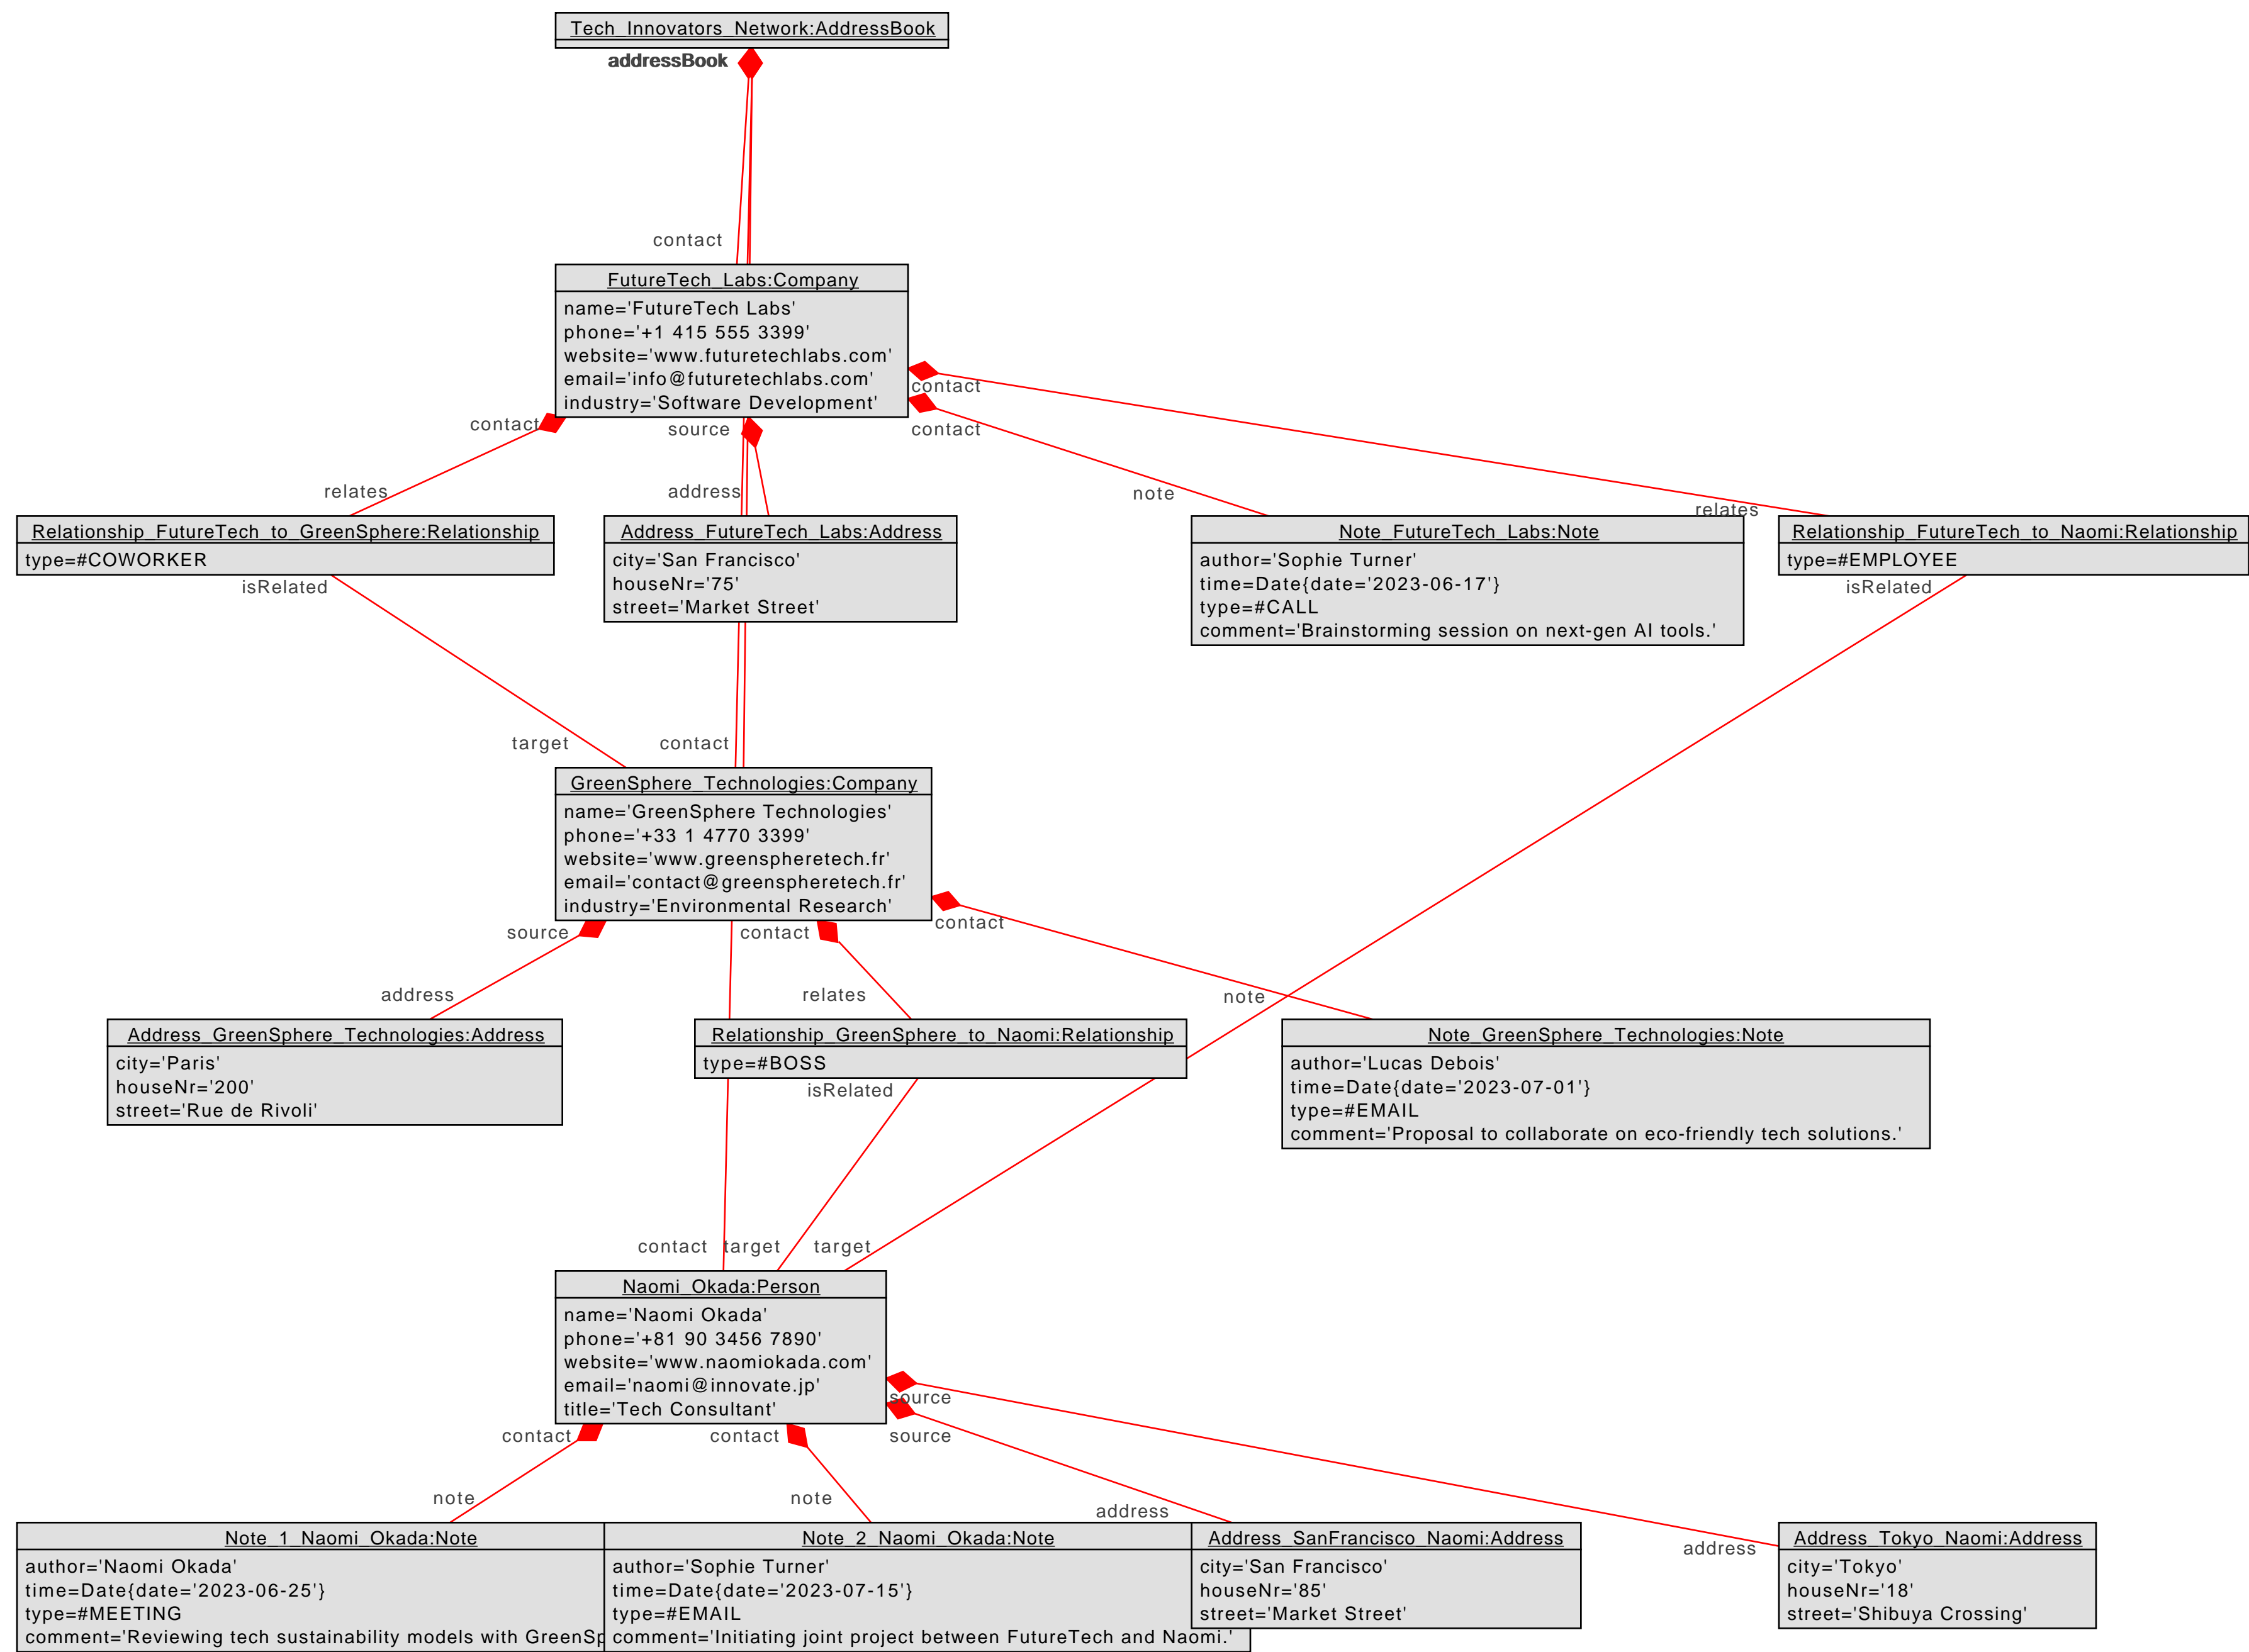 Tech_Innovators_Network:AddressBook
addressBook
contact
FutureTech_Labs:Company
name='FutureTech Labs'
phone='+1 415 555 3399'
website='www.futuretechlabs.com'
email='info@futuretechlabs.com'
industry='Software Development'
contact
contact
source
contact
relates
address
note
relates
Relationship_FutureTech_to_GreenSphere:Relationship
type=#COWORKER
isRelated
Address_FutureTech_Labs:Address
city='San Francisco'
houseNr='75'
street='Market Street'
Note_FutureTech_Labs:Note
author='Sophie Turner'
time=Date{date='2023-06-17'}
type=#CALL
comment='Brainstorming session on next-gen AI tools.'
Relationship_FutureTech_to_Naomi:Relationship
type=#EMPLOYEE
isRelated
target
contact
GreenSphere_Technologies:Company
name='GreenSphere Technologies'
phone='+33 1 4770 3399'
website='www.greenspheretech.fr'
email='contact@greenspheretech.fr'
industry='Environmental Research'
source
contact
contact
address
relates
note
Address_GreenSphere_Technologies:Address
city='Paris'
houseNr='200'
street='Rue de Rivoli'
Relationship_GreenSphere_to_Naomi:Relationship
type=#BOSS
isRelated
Note_GreenSphere_Technologies:Note
author='Lucas Debois'
time=Date{date='2023-07-01'}
type=#EMAIL
comment='Proposal to collaborate on eco-friendly tech solutions.'
contact
target
target
Naomi_Okada:Person
name='Naomi Okada'
phone='+81 90 3456 7890'
website='www.naomiokada.com'
email='naomi@innovate.jp'
title='Tech Consultant'
source
contact
contact
source
note
note
address
address
Note_1_Naomi_Okada:Note
author='Naomi Okada'
time=Date{date='2023-06-25'}
type=#MEETING
comment='Reviewing tech sustainability models with GreenSp
Note_2_Naomi_Okada:Note
author='Sophie Turner'
time=Date{date='2023-07-15'}
type=#EMAIL
comment='Initiating joint project between FutureTech and Naomi.'
Address_SanFrancisco_Naomi:Address
city='San Francisco'
houseNr='85'
street='Market Street'
Address_Tokyo_Naomi:Address
city='Tokyo'
houseNr='18'
street='Shibuya Crossing'